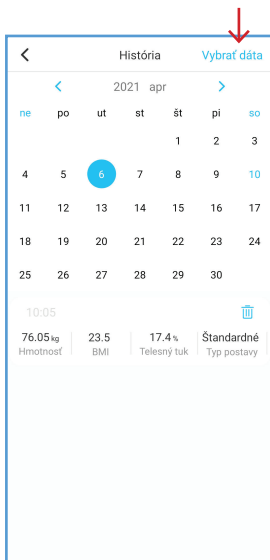 História Vybrať dáta
2021 apr
ne po ut st št pi so
1 2 3
4 5 6 7 8 9 10
11 12 13 14 15 16 17
18 19 20 21 22 23 24
25 26 27 28 29 30
10:05
76.05 kg 23.5 17.4 % Štandardné
Hmotnosť BMI Telesný tuk Typ postavy